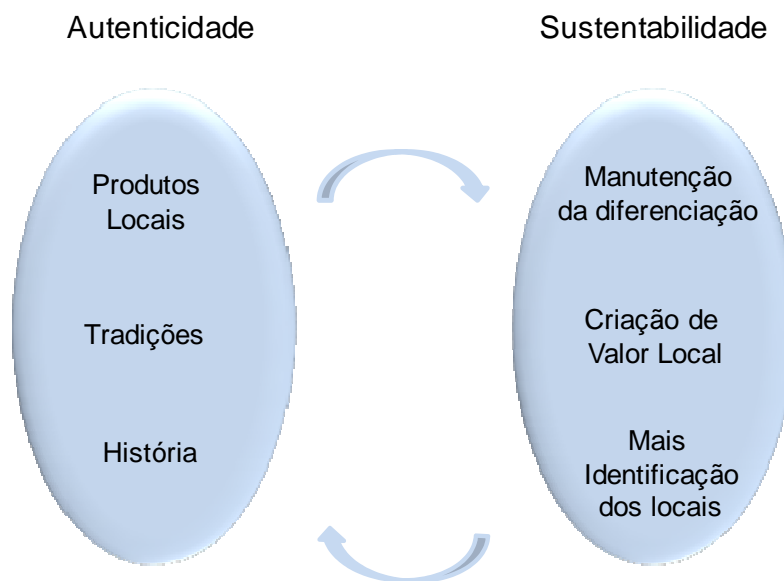 Autenticidade
Sustentabilidade
Produtos
Locais
Tradições
História
Manutenção
da diferenciação
Criação de
Valor Local
Mais
Identificação
dos locais